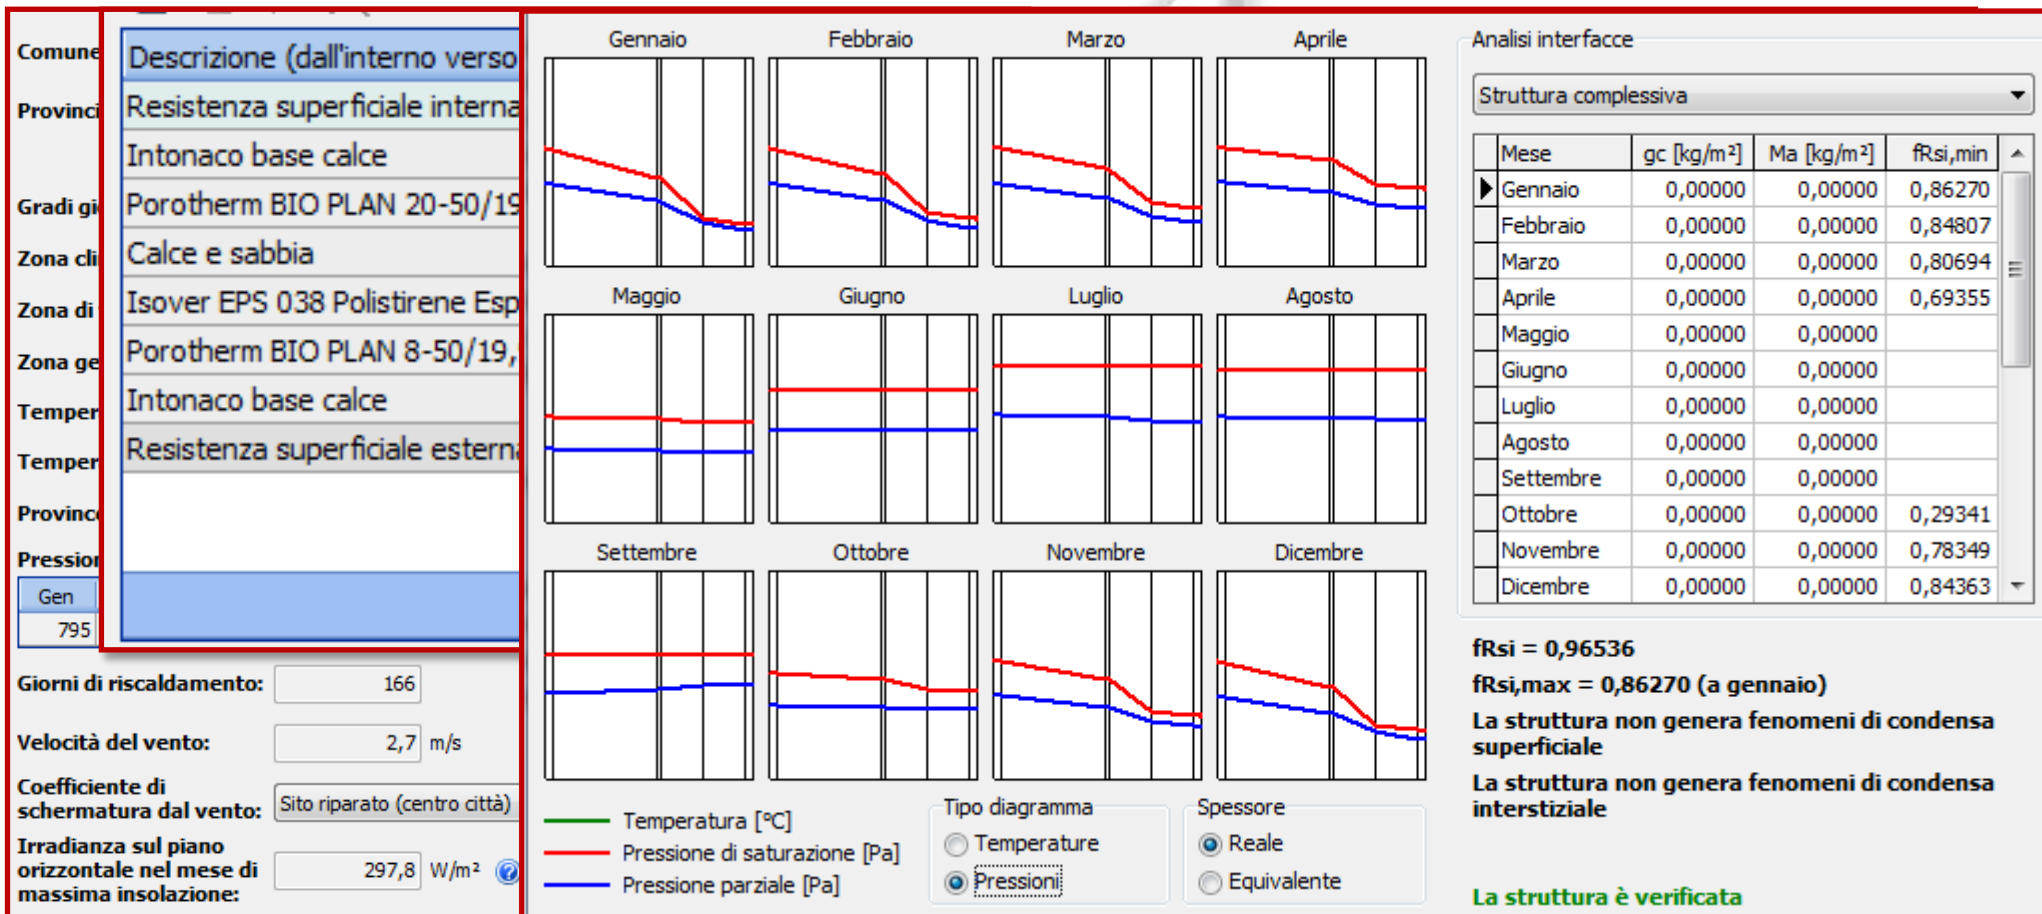 Comune
Provinci
Gradi gi
Zona cli
Zona di
Zona ge
Temper
Temper
Province
Pression
Gen
795
Giorni di riscaldamento: 166
Velocità del vento: 2,7 m/s
Coefficiente di
schermatura dal vento: Sito riparato (centro città)
Irradianza sul piano
orizzontale nel mese di 297,8 W/m²
massima insolazione:
Descrizione (dall'interno verso
Resistenza superficiale interna
Intonaco base calce
Porotherm BIO PLAN 20-50/19
Calce e sabbia
Isover EPS 038 Polistirene Esp
Porotherm BIO PLAN 8-50/19,
Intonaco base calce
Resistenza superficiale esterna
Gennaio Febbraio Marzo Aprile
Maggio Giugno Luglio Agosto
Settembre Ottobre Novembre Dicembre
Temperatura [°C]
Pressione di saturazione [Pa]
Pressione parziale [Pa]
Tipo diagramma
Temperature
Pressioni
Spessore
Reale
Equivalente
Analisi interfacce
Struttura complessiva
Mese gc [kg/m²] Ma [kg/m²] fRsi,min
Gennaio 0,00000 0,00000 0,86270
Febbraio 0,00000 0,00000 0,84807
Marzo 0,00000 0,00000 0,80694
Aprile 0,00000 0,00000 0,69355
Maggio 0,00000 0,00000
Giugno 0,00000 0,00000
Luglio 0,00000 0,00000
Agosto 0,00000 0,00000
Settembre 0,00000 0,00000
Ottobre 0,00000 0,00000 0,29341
Novembre 0,00000 0,00000 0,78349
Dicembre 0,00000 0,00000 0,84363
fRsi = 0,96536
fRsi,max = 0,86270 (a gennaio)
La struttura non genera fenomeni di condensa
superficiale
La struttura non genera fenomeni di condensa
interstiziale
La struttura è verificata